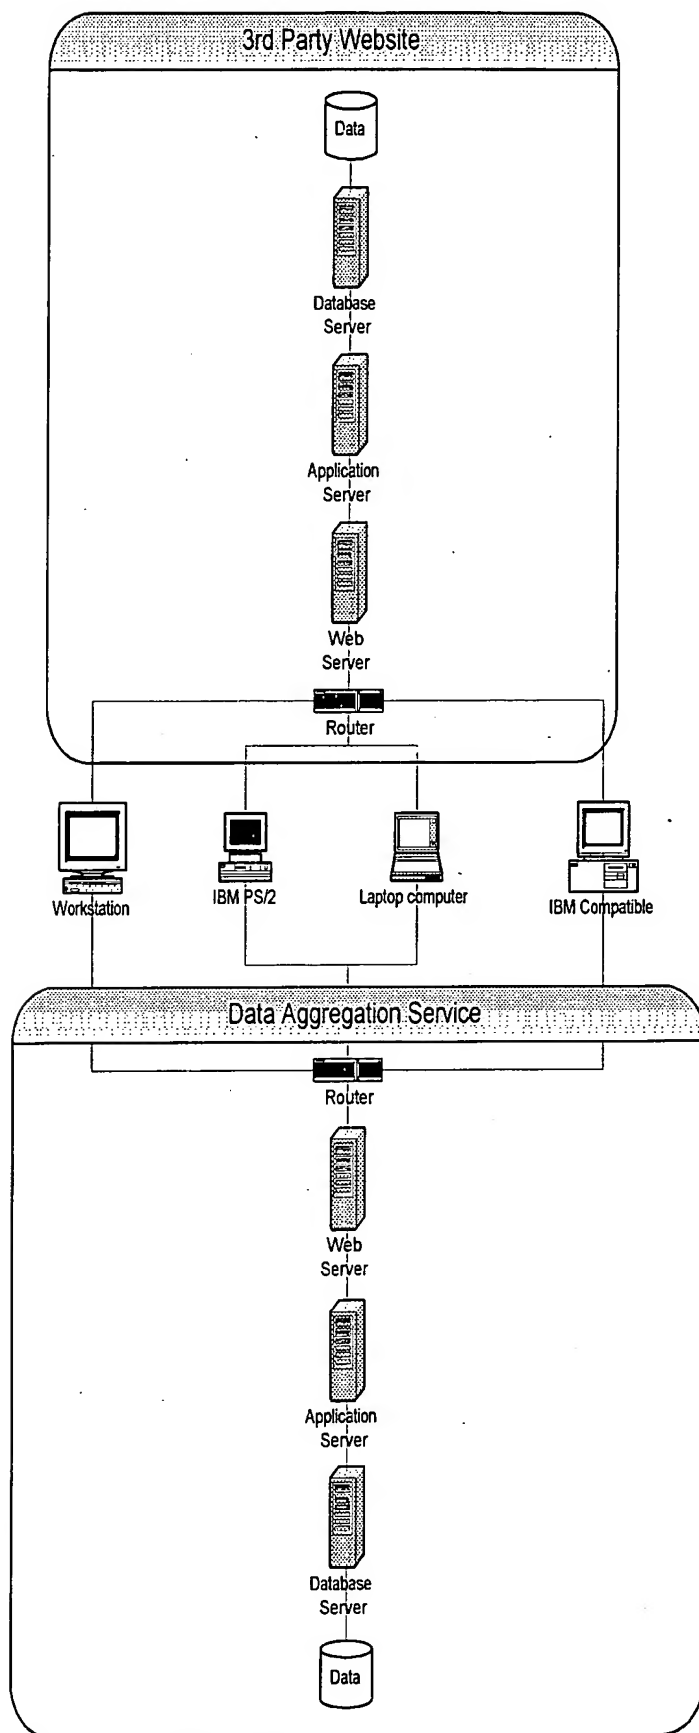 3rd Party Website
Data
Database
Server
Application
Server
Web
Server
Router
Workstation
IBM PS/2
Laptop computer
IBM Compatible
Data Aggregation Service
Router
Web
Server
Application
Server
Database
Server
Data